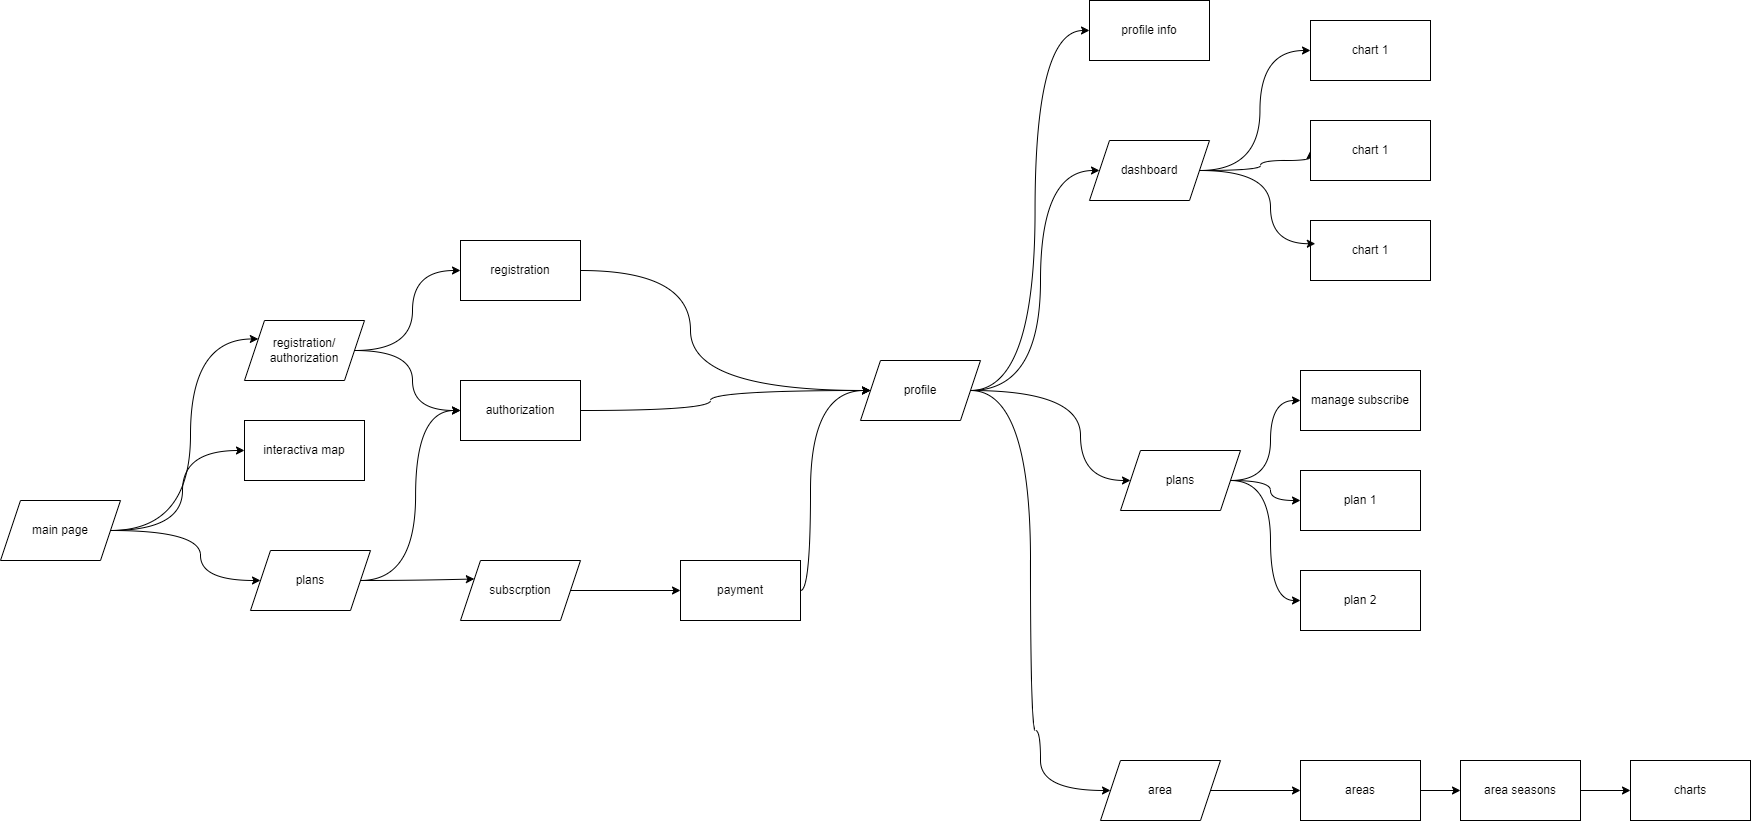 profile info
chart 1
chart 1
dashboard
chart 1
registration
registration/
authorization
authorization
profile
manage subscribe
interactiva map
plans
plan 1
main page
plans
subscrption
payment
plan 2
area
areas
area seasons
charts